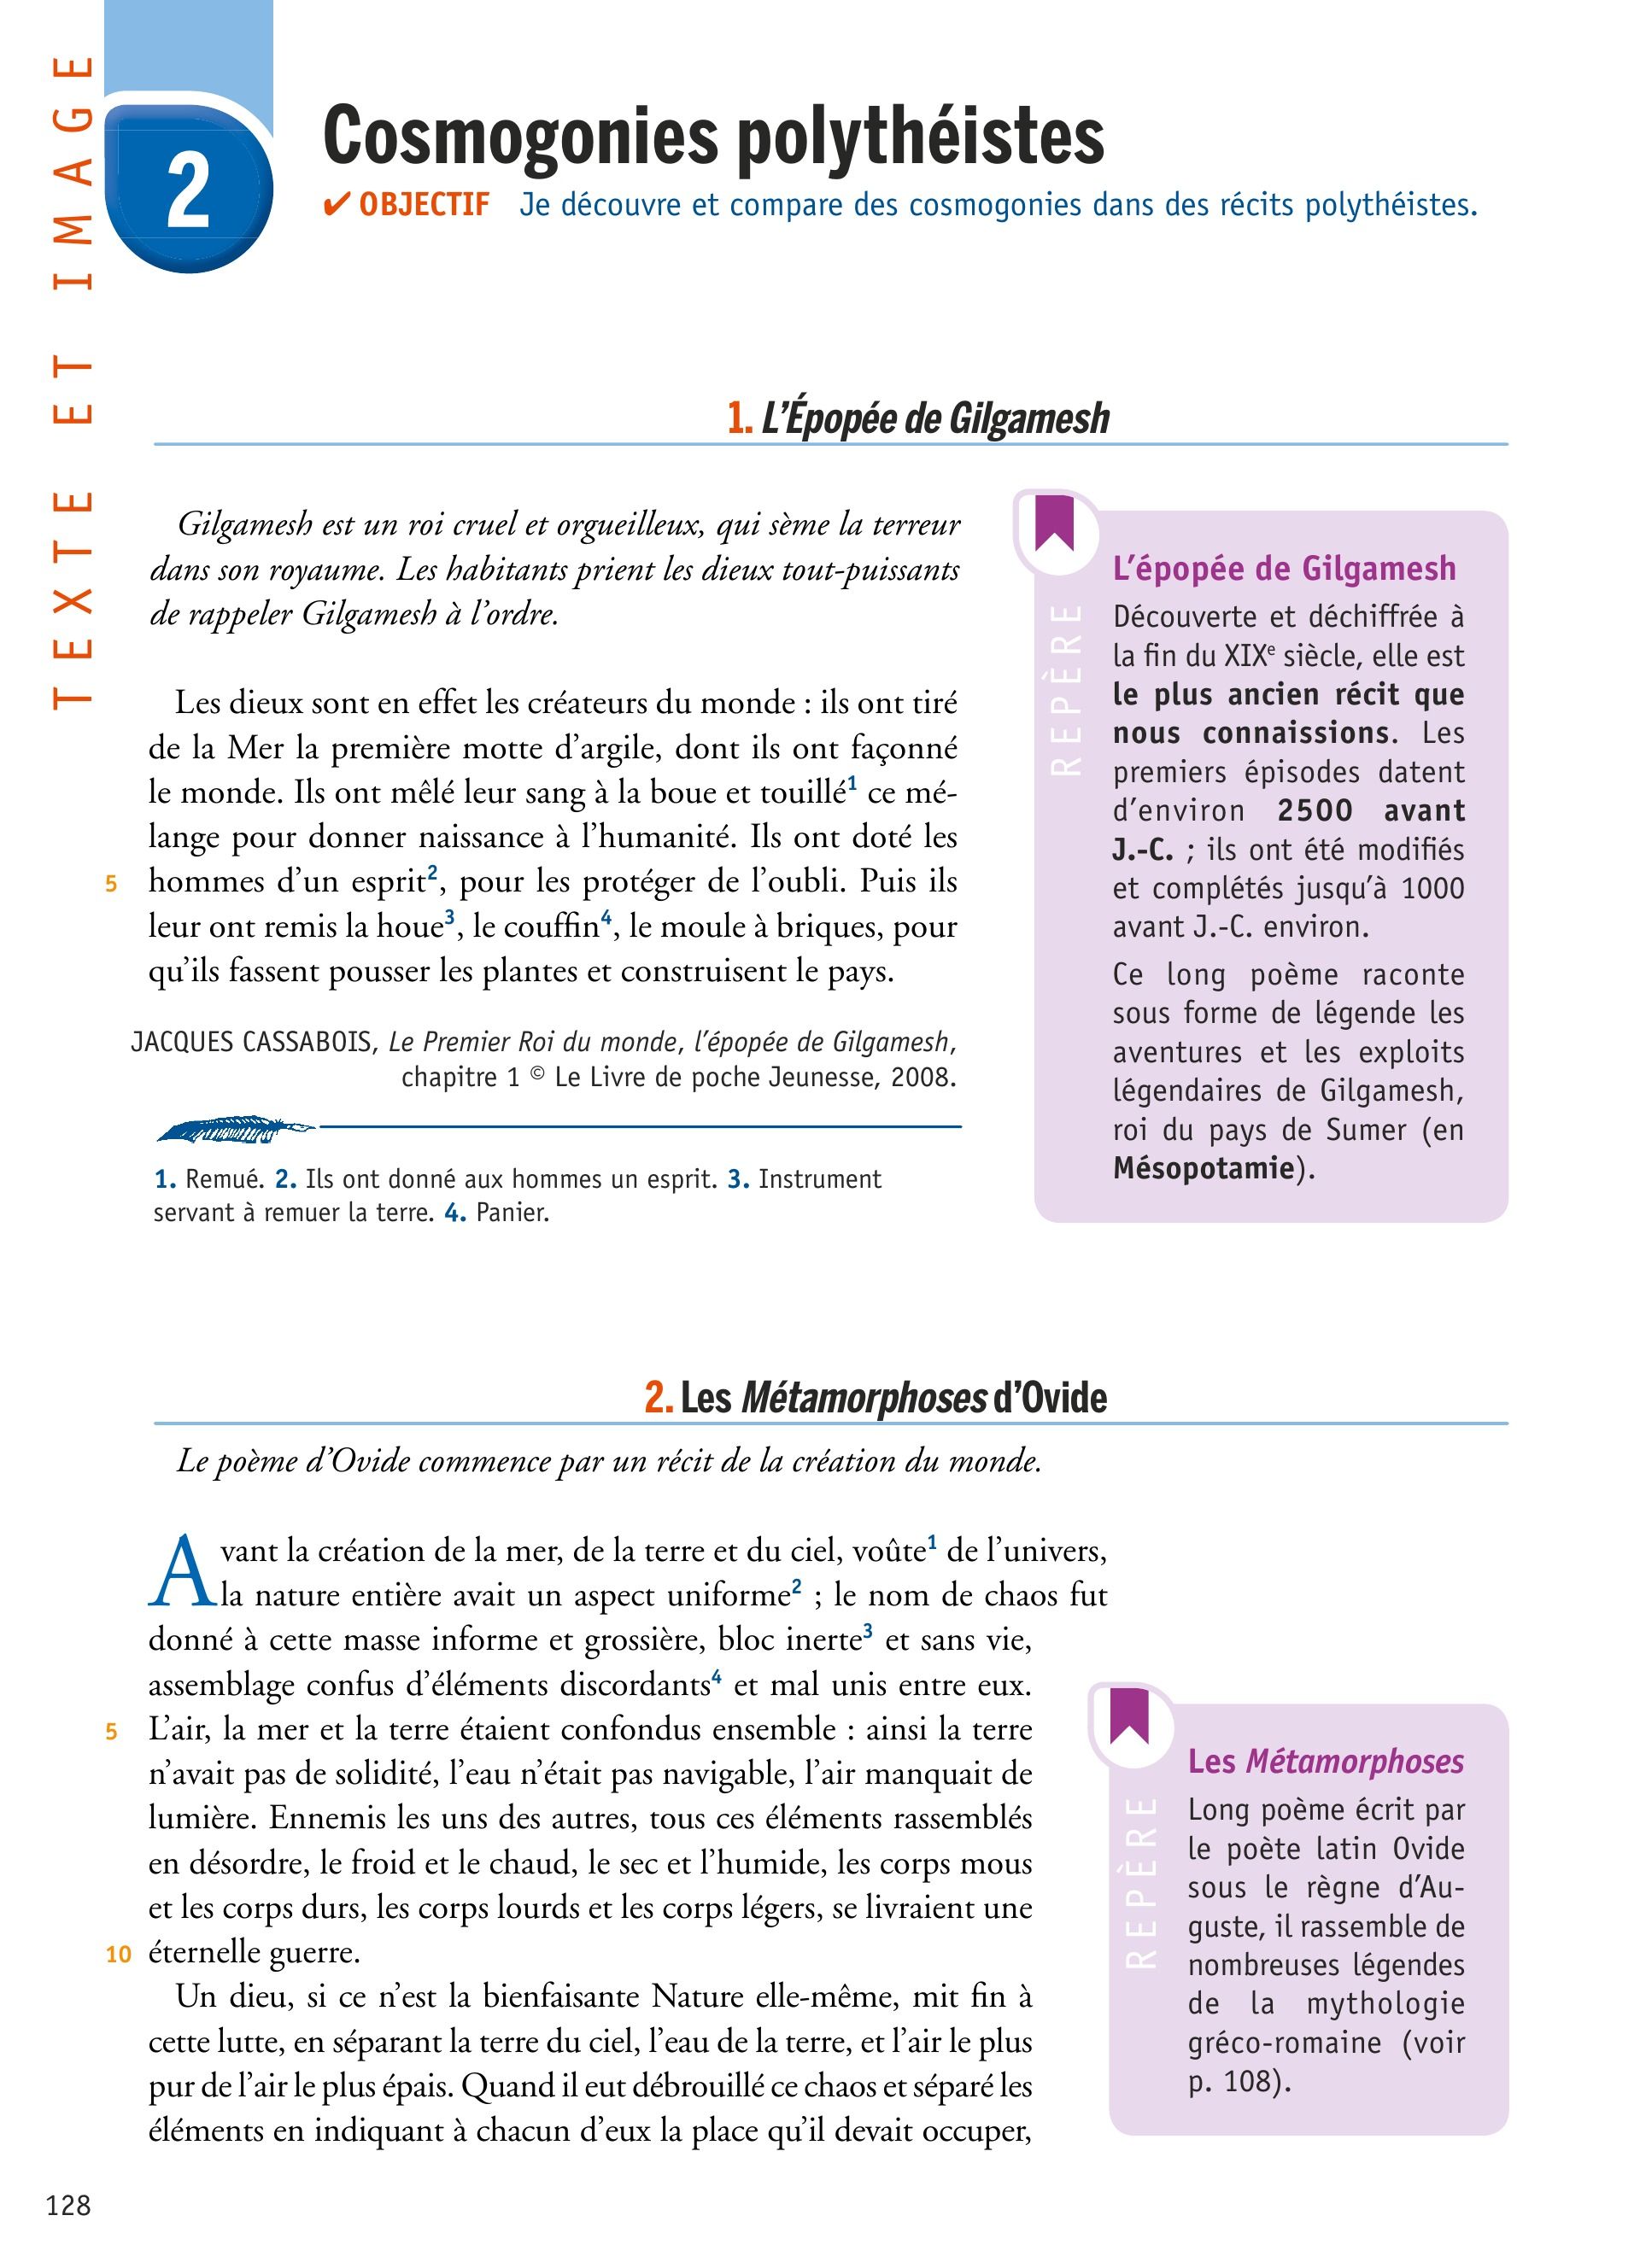 TEXTE ET IMAGE
2
Cosmogonies polythéistes
✔ OBJECTIF Je découvre et compare des cosmogonies dans des récits polythéistes.
1. L’Épopée de Gilgamesh
Gilgamesh est un roi cruel et orgueilleux, qui sème la terreur
dans son royaume. Les habitants prient les dieux tout-puissants
de rappeler Gilgamesh à l’ordre.
Les dieux sont en effet les créateurs du monde : ils ont tiré
de la Mer la première motte d’argile, dont ils ont façonné
le monde. Ils ont mêlé leur sang à la boue et touillé1 ce mé-
lange pour donner naissance à l’humanité. Ils ont doté les
5 hommes d’un esprit2, pour les protéger de l’oubli. Puis ils
leur ont remis la houe3, le couffin4, le moule à briques, pour
qu’ils fassent pousser les plantes et construisent le pays.
JACQUES CASSABOIS, Le Premier Roi du monde, l’épopée de Gilgamesh,
chapitre 1 © Le Livre de poche Jeunesse, 2008.
1. Remué. 2. Ils ont donné aux hommes un esprit. 3. Instrument
servant à remuer la terre. 4. Panier.
REPÈRE
L’épopée de Gilgamesh
Découverte et déchiffrée à
la fin du XIXe siècle, elle est
le plus ancien récit que
nous connaissions. Les
premiers épisodes datent
d’environ 2500 avant
J.-C. ; ils ont été modifiés
et complétés jusqu’à 1000
avant J.-C. environ.
Ce long poème raconte
sous forme de légende les
aventures et les exploits
légendaires de Gilgamesh,
roi du pays de Sumer (en
Mésopotamie).
2. Les Métamorphoses d’Ovide
Le poème d’Ovide commence par un récit de la création du monde.
Avant la création de la mer, de la terre et du ciel, voûte1 de l’univers,
la nature entière avait un aspect uniforme2 ; le nom de chaos fut
donné à cette masse informe et grossière, bloc inerte3 et sans vie,
assemblage confus d’éléments discordants4 et mal unis entre eux.
5 L’air, la mer et la terre étaient confondus ensemble : ainsi la terre
n’avait pas de solidité, l’eau n’était pas navigable, l’air manquait de
lumière. Ennemis les uns des autres, tous ces éléments rassemblés
en désordre, le froid et le chaud, le sec et l’humide, les corps mous
et les corps durs, les corps lourds et les corps légers, se livraient une
10 éternelle guerre.
Un dieu, si ce n’est la bienfaisante Nature elle-même, mit fin à
cette lutte, en séparant la terre du ciel, l’eau de la terre, et l’air le plus
pur de l’air le plus épais. Quand il eut débrouillé ce chaos et séparé les
éléments en indiquant à chacun d’eux la place qu’il devait occuper,
REPÈRE
Les Métamorphoses
Long poème écrit par
le poète latin Ovide
sous le règne d’Au-
guste, il rassemble de
nombreuses légendes
de la mythologie
gréco-romaine (voir
p. 108).
128